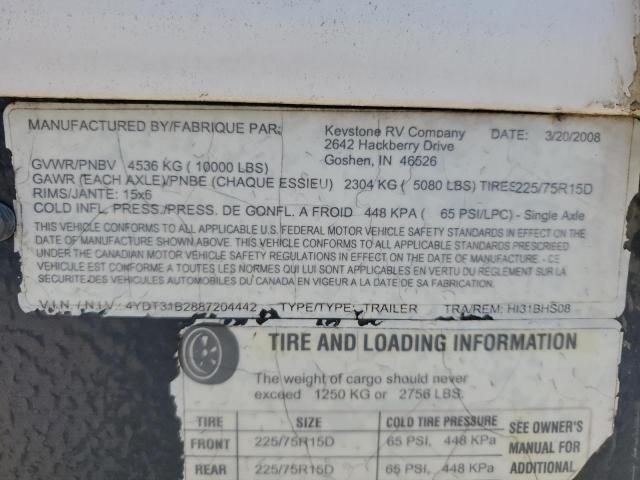 MANUFACTURED BY/FABRIQUE PAR: Keystone RV Company DATE: 3/20/2008
2642 Hackberry Drive
Goshen, IN 46526
GVWR/PNBV 4536 KG ( 10000 LBS)
GAWR (EACH AXLE)/PNBE (CHAQUE ESSIEU) 2304 KG ( 5080 LBS) TIRES225/75R15D
RIMS/JANTE: 15x6
COLD INFL. PRESS./PRESS. DE GONFL. A FROID 448 KPA ( 65 PSI/LPC) - Single Axle
THIS VEHICLE CONFORMS TO ALL APPLICABLE U.S. FEDERAL MOTOR VEHICLE SAFETY STANDARDS IN EFFECT ON THE
DATE OF MANUFACTURE SHOWN ABOVE. THIS VEHICLE CONFORMS TO ALL APPLICABLE STANDARDS PRESCRIBED
UNDER THE CANADIAN MOTOR VEHICLE SAFETY REGULATIONS IN EFFECT ON THE DATE OF MANUFACTURE - CE
VEHICULE EST CONFORME A TOUTES LES NORMES QUI LUI SONT APPLICABLES EN VERTU DU REGLEMENT SUR LA
SECURITE DES VEHICULES AUTOMOBILES DU CANADA EN VIGUEUR A LA DATE DE SA FABRICATION.
V.I.N. / N.I.V.: 4YDT31B2887204442 TYPE/TYPE: TRAILER TRA/REM: HI31BHS08
TIRE AND LOADING INFORMATION
The weight of cargo should never
exceed 1250 KG or 2756 LBS.
TIRE SIZE COLD TIRE PRESSURE
FRONT 225/75R15D 65 PSI, 448 KPa
REAR 225/75R15D 65 PSI, 448 KPa
SEE OWNER'S
MANUAL FOR
ADDITIONAL